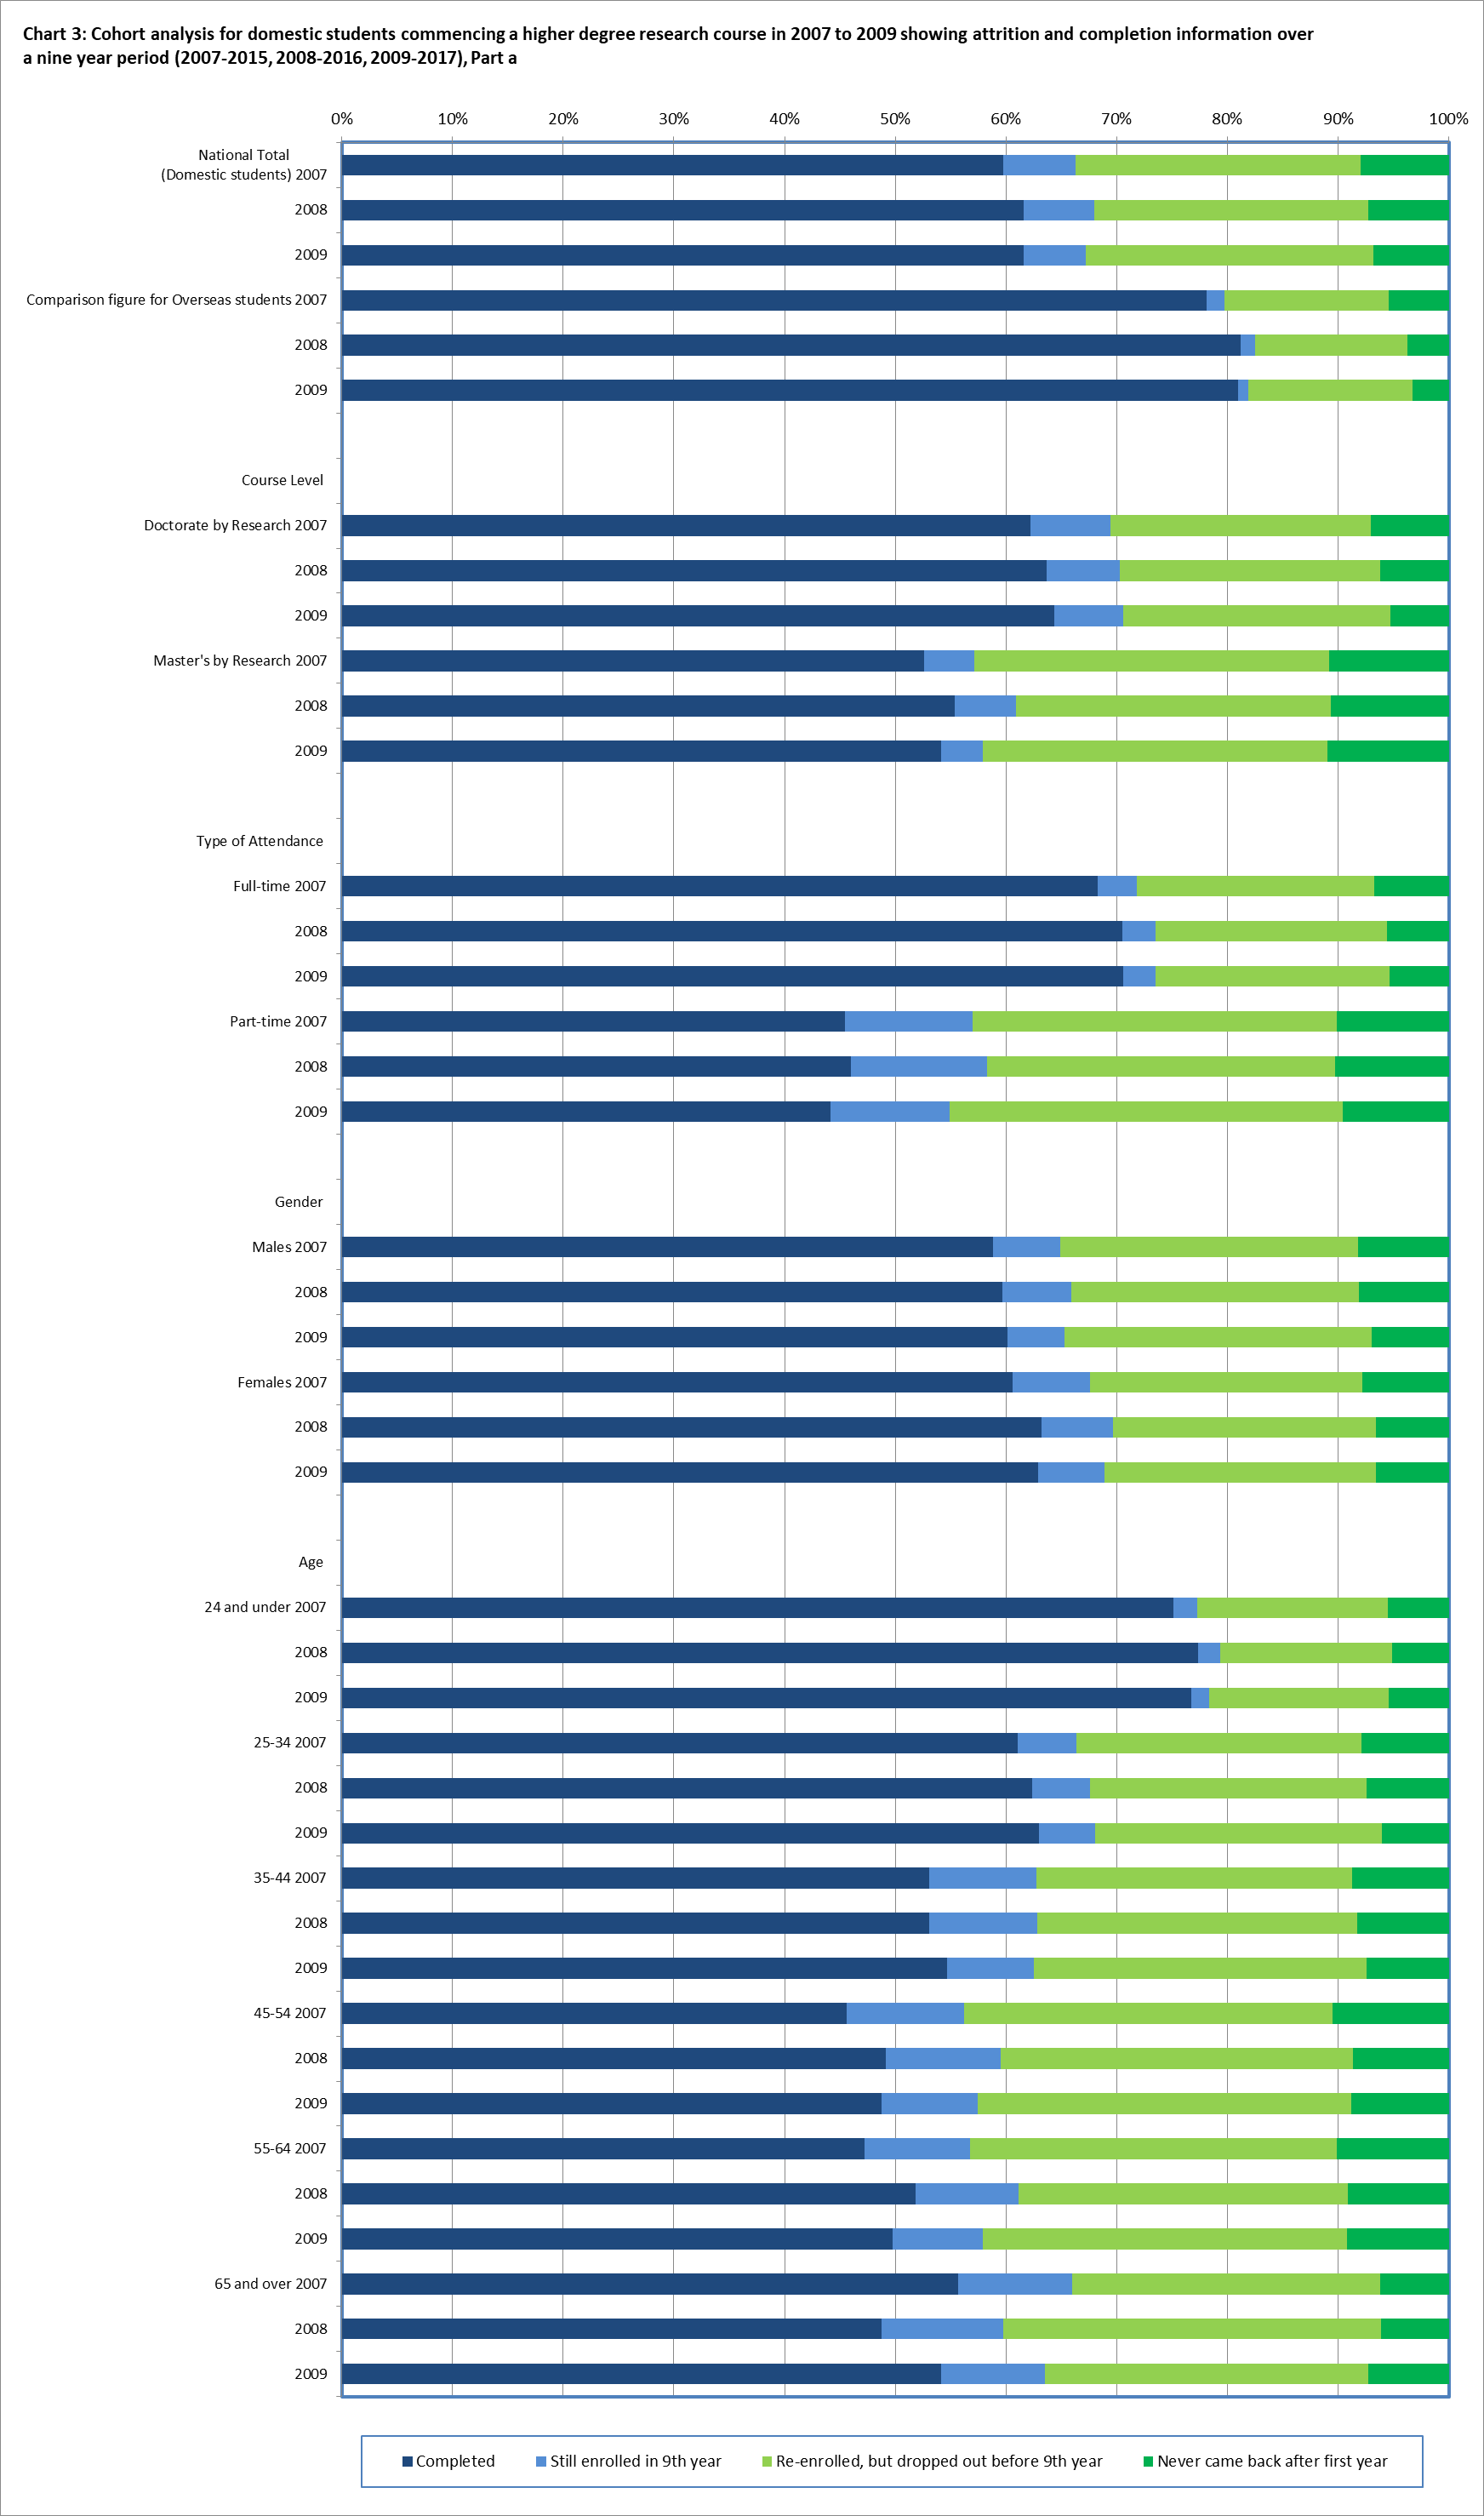 Chart 3: Cohort analysis for domestic students commencing a higher degree research course in 2007 to 2009 showing attrition and completion information over
a nine year period (2007-2015, 2008-2016, 2009-2017), Part a
0% 10% 20% 30% 40% 50% 60% 70% 80% 90% 100%
National Total
(Domestic students) 2007
2008
2009
Comparison figure for Overseas students 2007
2008
2009
Course Level
Doctorate by Research 2007
2008
2009
Master's by Research 2007
2008
2009
Type of Attendance
Full-time 2007
2008
2009
Part-time 2007
2008
2009
Gender
Males 2007
2008
2009
Females 2007
2008
2009
Age
24 and under 2007
2008
2009
25-34 2007
2008
2009
35-44 2007
2008
2009
45-54 2007
2008
2009
55-64 2007
2008
2009
65 and over 2007
2008
2009
Completed Still enrolled in 9th year Re-enrolled, but dropped out before 9th year Never came back after first year